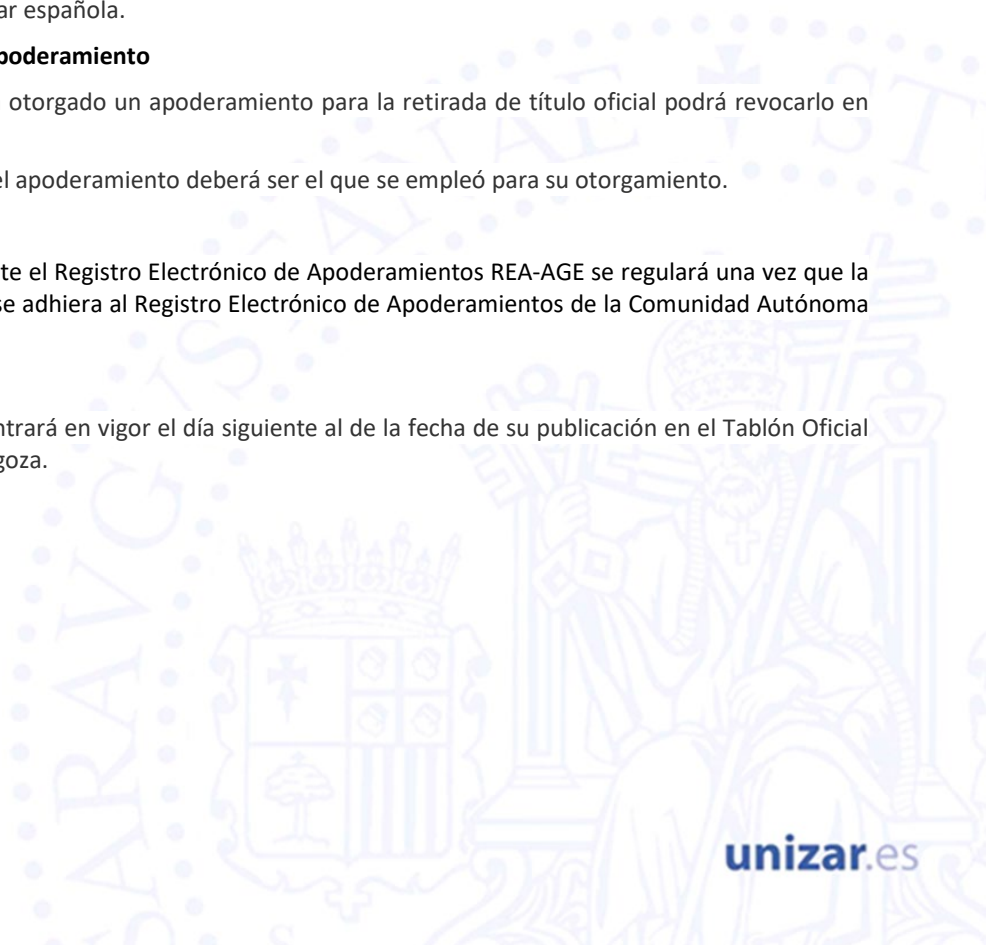 ar española.
poderamiento
otorgado un apoderamiento para la retirada de título oficial podrá revocarlo en
el apoderamiento deberá ser el que se empleó para su otorgamiento.
te el Registro Electrónico de Apoderamientos REA-AGE se regulará una vez que la
se adhiera al Registro Electrónico de Apoderamientos de la Comunidad Autónoma
ntrará en vigor el día siguiente al de la fecha de su publicación en el Tablón Oficial
goza.
unizar.es